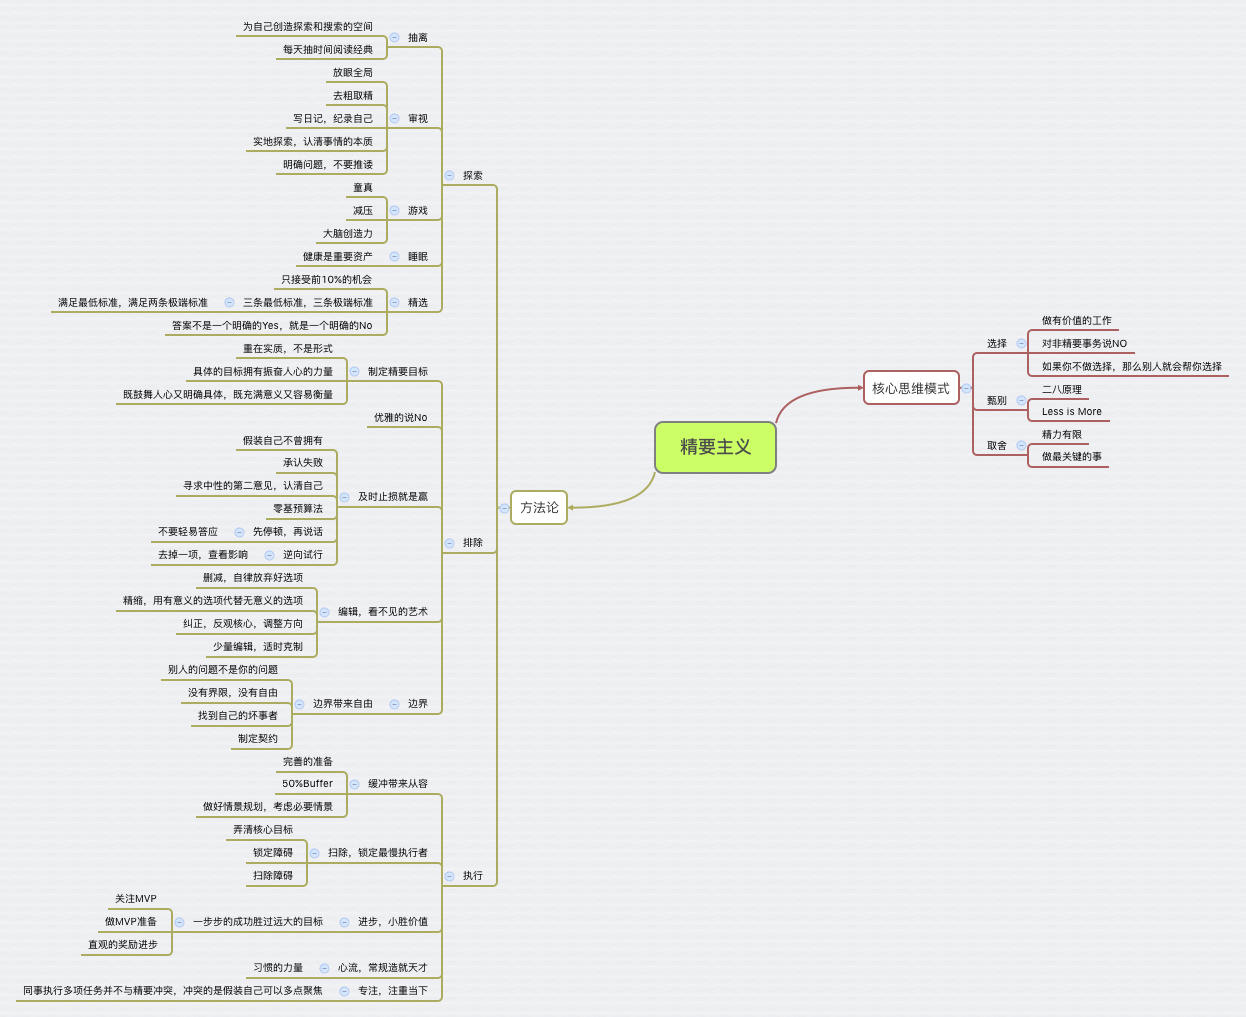 精要主义
核心思维模式
选择
做有价值的工作
对非精要事务说NO
如果你不做选择，那么别人就会帮你选择
甄别
二八原理
Less is More
取舍
精力有限
做最关键的事
方法论
探索
抽离
为自己创造探索和搜索的空间
每天抽时间阅读经典
审视
放眼全局
去粗取精
写日记，纪录自己
实地探索，认清事情的本质
明确问题，不要推读
游戏
童真
减压
大脑创造力
睡眠
健康是重要资产
精选
只接受前10%的机会
三条最低标准，三条极端标准
满足最低标准，满足两条极端标准
答案不是一个明确的Yes，就是一个明确的No
排除
制定精要目标
重在实质，不是形式
具体的目标拥有振奋人心的力量
既鼓舞人心又明确具体，既充满意义又容易衡量
优雅的说No
及时止损就是赢
假装自己不曾拥有
承认失败
寻求中性的第二意见，认清自己
零基预算法
先停顿，再说话
不要轻易答应
逆向试行
去掉一项，查看影响
编辑，看不见的艺术
删减，自律放弃好选项
精缩，用有意义的选项代替无意义的选项
纠正，反观核心，调整方向
少量编辑，适时克制
边界
边界带来自由
别人的问题不是你的问题
没有界限，没有自由
找到自己的坏事者
制定契约
执行
缓冲带来从容
完善的准备
50%Buffer
做好情景规划，考虑必要情景
扫除，锁定最慢执行者
弄清核心目标
锁定障碍
扫除障碍
进步，小胜价值
一步步的成功胜过远大的目标
关注MVP
做MVP准备
直观的奖励进步
心流，常规造就天才
习惯的力量
专注，注重当下
同事执行多项任务并不与精要冲突，冲突的是假装自己可以多点聚焦